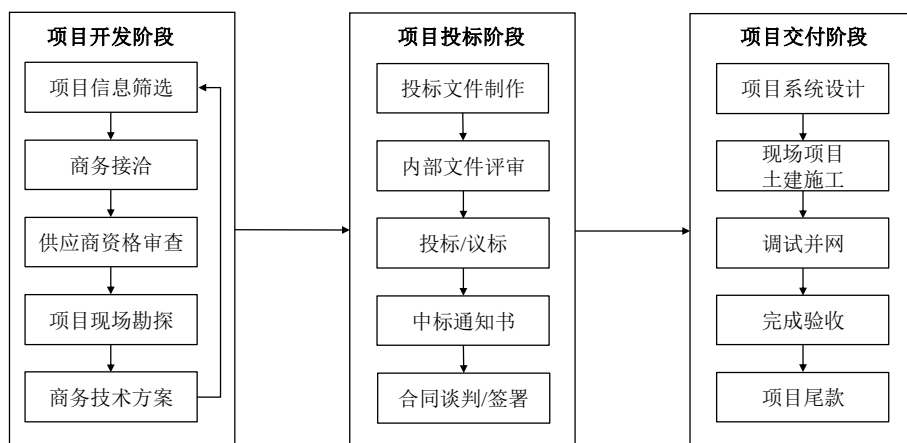 项目开发阶段
项目信息筛选
商务接洽
供应商资格审查
项目现场勘探
商务技术方案
项目投标阶段
投标文件制作
内部文件评审
投标/议标
中标通知书
合同谈判/签署
项目交付阶段
项目系统设计
现场项目
土建施工
调试并网
完成验收
项目尾款